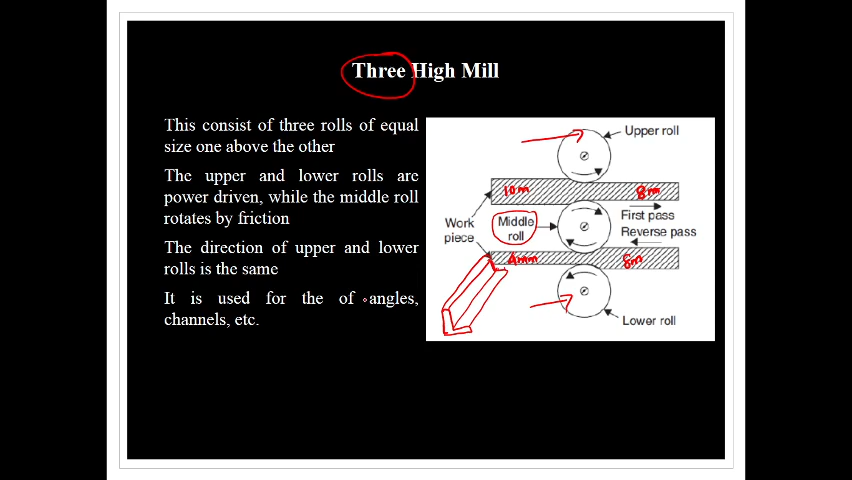 Three High Mill
This consist of three rolls of equal
size one above the other
The upper and lower rolls are
power driven, while the middle roll
rotates by friction
The direction of upper and lower
rolls is the same
It is used for the of angles,
channels, etc.
Upper roll
10m
8m
First pass
Reverse pass
Work
piece
Middle
roll
4mm
8m
Lower roll